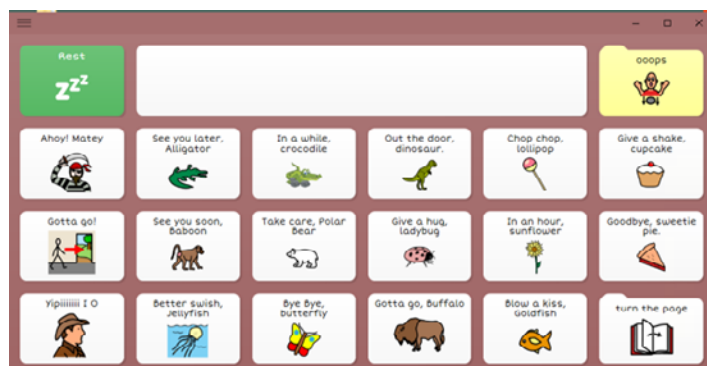 Rest
zzz
ooops
Ahoy! Matey
See you later,
Alligator
In a while,
crocodile
Out the door,
dinosaur.
Chop chop,
lollipop
Give a shake,
cupcake
Gotta go!
See you soon,
Baboon
Take care, Polar
Bear
Give a hug,
ladybug
In an hour,
sunflower
Goodbye, sweetie
pie.
Yipiiiiiii I O
Better swish,
Jellyfish
Bye Bye,
butterfly
Gotta go, Buffalo
Blow a kiss,
Goldfish
turn the page